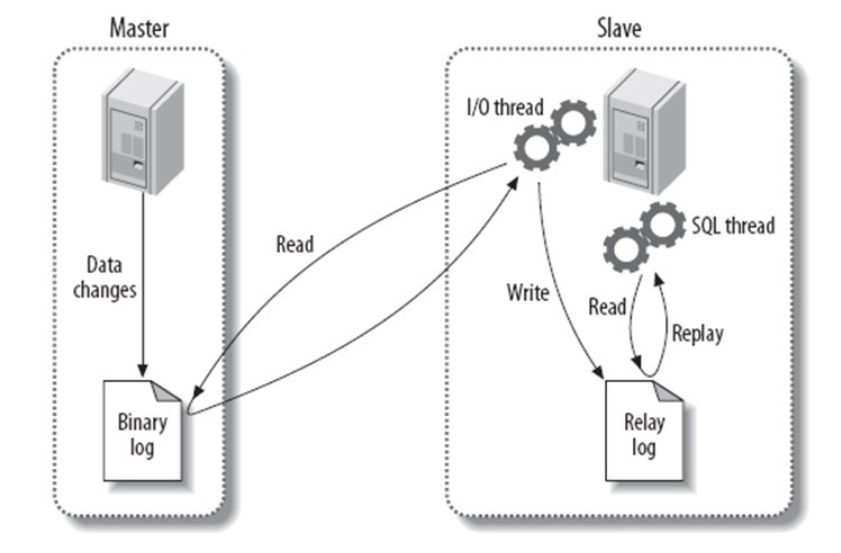 Master
Slave
I/O thread
Read
SQL thread
Data
changes
Write
Read
Replay
Binary
log
Relay
log